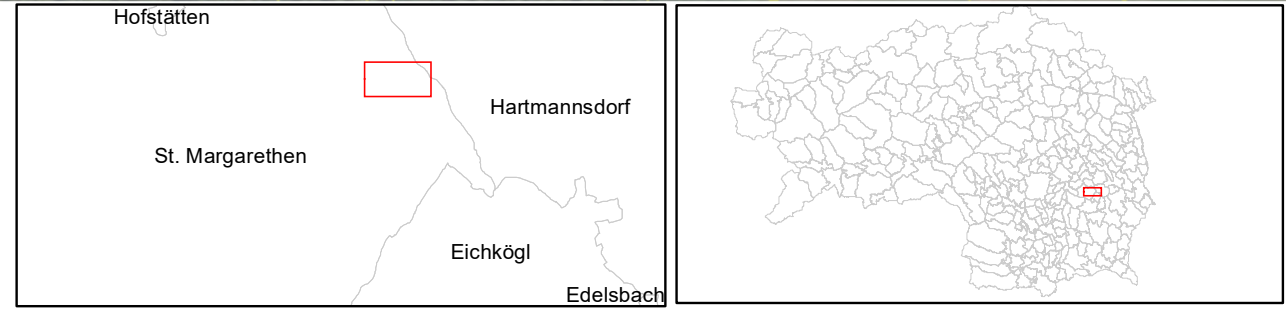 Hofstätten
Hartmannsdorf
St. Margarethen
Eichkögl
Edelsbach